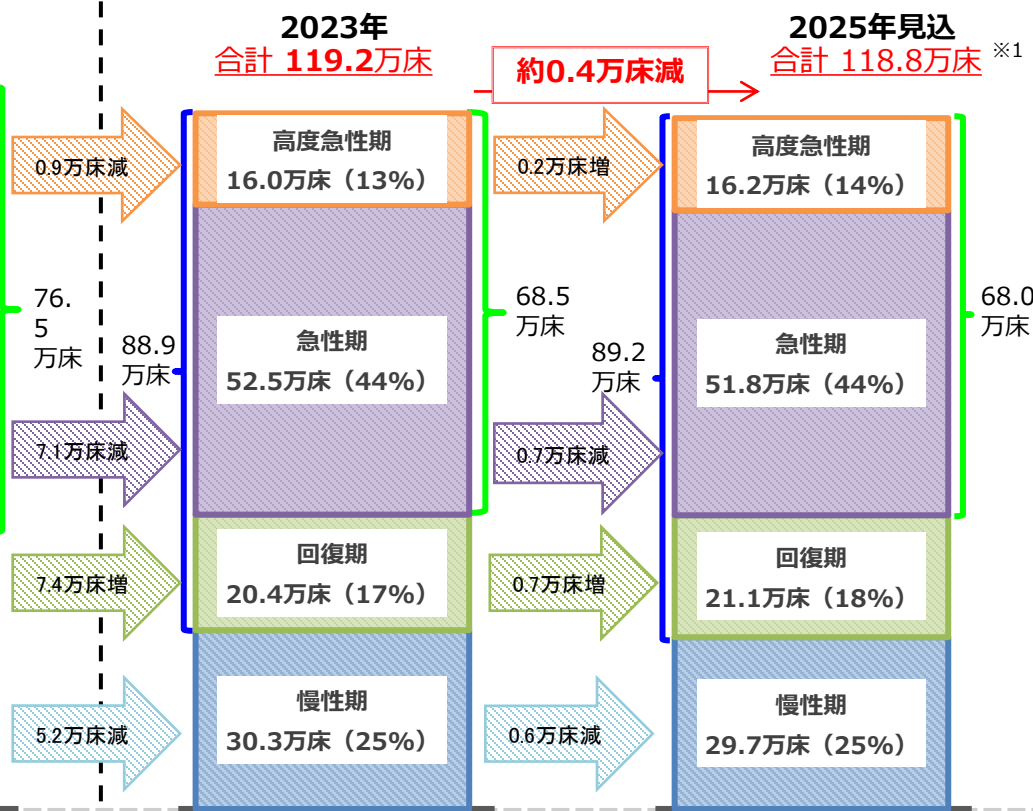 2023年
合計 119.2万床
約0.4万床減
2025年見込
合計 118.8万床 ※1
0.9万床減
高度急性期
16.0万床（13%）
0.2万床増
高度急性期
16.2万床（14%）
76.
5
万床
88.9
万床
急性期
52.5万床（44%）
68.5
万床
89.2
万床
急性期
51.8万床（44%）
68.0
万床
7.1万床減
0.7万床減
7.4万床増
回復期
20.4万床（17%）
0.7万床増
回復期
21.1万床（18%）
5.2万床減
慢性期
30.3万床（25%）
0.6万床減
慢性期
29.7万床（25%）